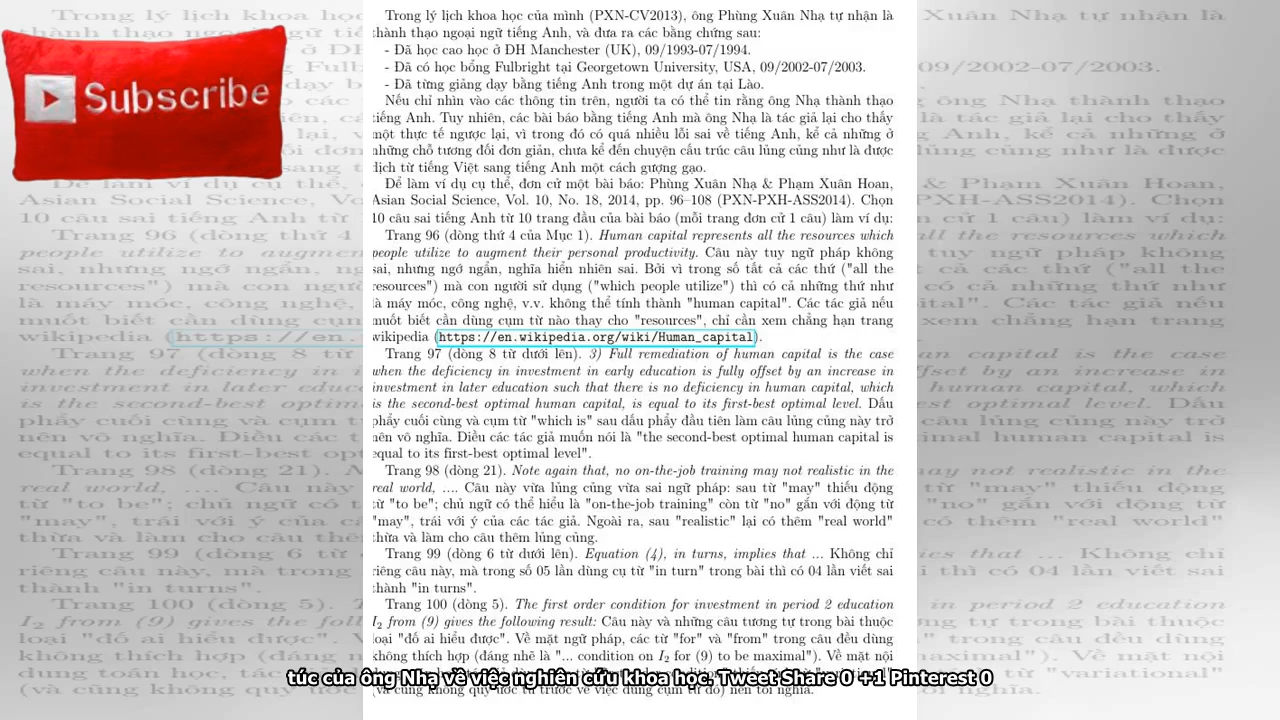 Subscribe
Trong lý lịch khoa học của mình (PXN-CV2013), ông Phùng Xuân Nhạ tự nhận là
thành thạo ngoại ngữ tiếng Anh, và đưa ra các bằng chứng sau:
- Đã học cao học ở ĐH Manchester (UK), 09/1993-07/1994.
- Đã có học bổng Fulbright tại Georgetown University, USA, 09/2002-07/2003.
- Đã từng giảng dạy bằng tiếng Anh trong một dự án tại Lào.
Nếu chỉ nhìn vào các thông tin trên, người ta có thể tin rằng ông Nhạ thành thạo
tiếng Anh. Tuy nhiên, các bài báo bằng tiếng Anh mà ông Nhạ là tác giả lại cho thấy
một thực tế ngược lại, vì trong đó có quá nhiều lỗi sai về tiếng Anh, kể cả những ở
những chỗ tương đối đơn giản, chưa kể đến chuyện cấu trúc câu lủng củng như là được
dịch từ tiếng Việt sang tiếng Anh một cách gượng gạo.
Để làm ví dụ cụ thể, đơn cử một bài báo: Phùng Xuân Nhạ & Phạm Xuân Hoan,
Asian Social Science, Vol. 10, No. 18, 2014, pp. 96–108 (PXN-PXH-ASS2014). Chọn
10 câu sai tiếng Anh từ 10 trang đầu của bài báo (mỗi trang đơn cử 1 câu) làm ví dụ:
Trang 96 (dòng thứ 4 của Mục 1). Human capital represents all the resources which
people utilize to augment their personal productivity. Câu này tuy ngữ pháp không
sai, nhưng ngớ ngẩn, nghĩa hiển nhiên sai. Bởi vì trong số tất cả các thứ ("all the
resources") mà con người sử dụng ("which people utilize") thì có cả những thứ như
là máy móc, công nghệ, v.v. không thể tính thành "human capital". Các tác giả nếu
muốt biết cần dùng cụm từ nào thay cho "resources", chỉ cần xem chẳng hạn trang
wikipedia (https://en.wikipedia.org/wiki/Human_capital).
Trang 97 (dòng 8 từ dưới lên). 3) Full remediation of human capital is the case
when the deficiency in investment in early education is fully offset by an increase in
investment in later education such that there is no deficiency in human capital, which
is the second-best optimal human capital, is equal to its first-best optimal level. Dấu
phẩy cuối cùng và cụm từ "which is" sau dấu phẩy đầu tiên làm câu lủng củng này trở
nên vô nghĩa. Điều các tác giả muốn nói là "the second-best optimal human capital is
equal to its first-best optimal level".
Trang 98 (dòng 21). Note again that, no on-the-job training may not realistic in the
real world, .... Câu này vừa lủng củng vừa sai ngữ pháp: sau từ "may" thiếu động
từ "to be"; chủ ngữ có thể hiểu là "on-the-job training" còn từ "no" gắn với động từ
"may", trái với ý của các tác giả. Ngoài ra, sau "realistic" lại có thêm "real world"
thừa và làm cho câu thêm lủng củng.
Trang 99 (dòng 6 từ dưới lên). Equation (4), in turns, implies that ... Không chỉ
riêng câu này, mà trong số 05 lần dùng cụ từ "in turn" trong bài thì có 04 lần viết sai
thành "in turns".
Trang 100 (dòng 5). The first order condition for investment in period 2 education
I2 from (9) gives the following result: Câu này và những câu tương tự trong bài thuộc
loại "đố ai hiểu được". Về mặt ngữ pháp, các từ "for" và "from" trong câu đều dùng
không thích hợp (đáng nhẽ là "... condition on I2 for (9) to be maximal"). Về mặt nội
túc của ông Nhạ về việc nghiên cứu khoa học. Tweet Share 0 +1 Pinterest 0